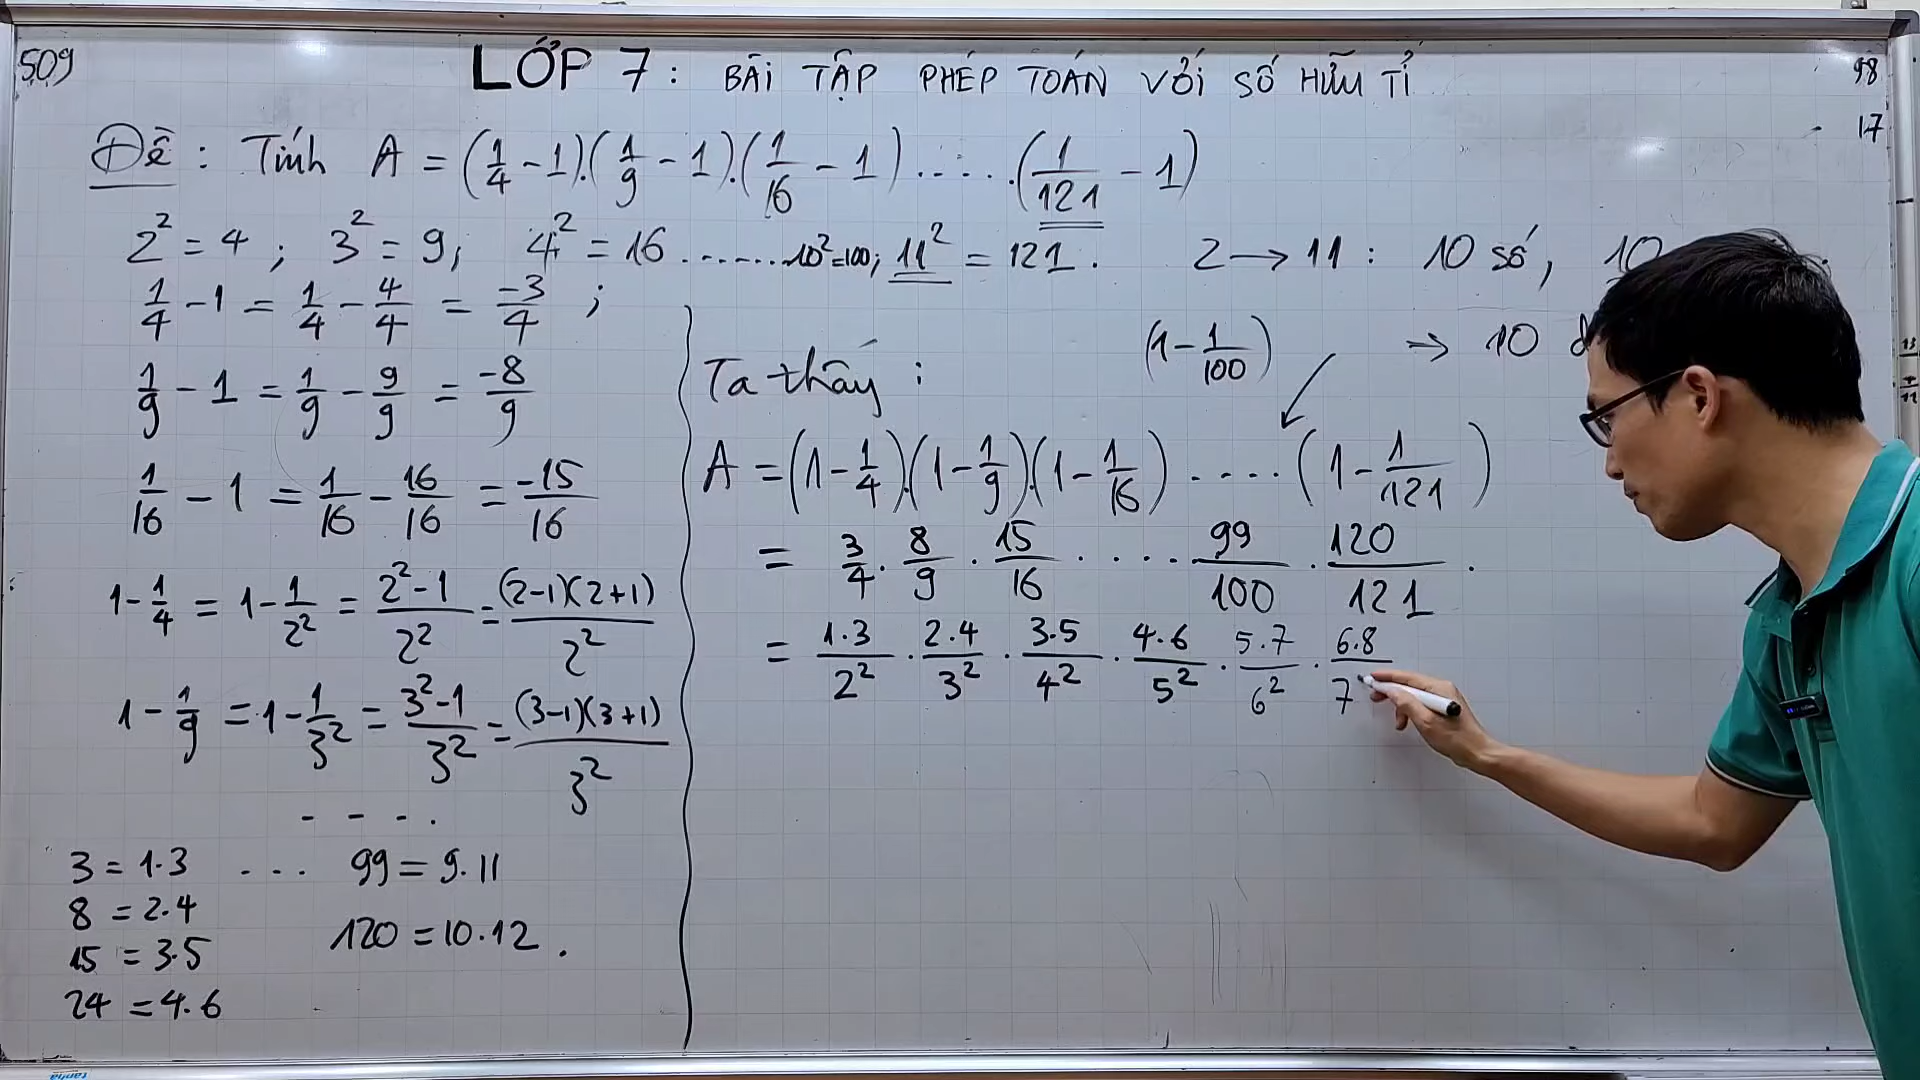 509
LỚP 7 : BÀI TẬP PHÉP TOÁN VỚI SỐ HỮU TỈ
98
17
Đề : Tính A = (1/4 - 1).(1/9 - 1).(1/16 - 1) ..... (1/121 - 1)
2² = 4 ; 3² = 9; 4² = 16 ....... 10² = 100; 11² = 121 . 2 → 11 : 10 số, 10
1/4 - 1 = 1/4 - 4/4 = -3/4 ;
1/9 - 1 = 1/9 - 9/9 = -8/9
1/16 - 1 = 1/16 - 16/16 = -15/16
1 - 1/4 = 1 - 1/2² = 2² - 1/2² = (2-1)(2+1)/2²
1 - 1/9 = 1 - 1/3² = 3² - 1/3² = (3-1)(3+1)/3²
- - - .
3 = 1.3 ... 99 = 9.11
8 = 2.4
120 = 10.12 .
15 = 3.5
24 = 4.6
(1 - 1/100) ⇒ 10
Ta thấy :
A = (1 - 1/4).(1 - 1/9).(1 - 1/16) ..... (1 - 1/121)
= 3/4 . 8/9 . 15/16 ..... 99/100 . 120/121 .
= 1.3/2² . 2.4/3² . 3.5/4² . 4.6/5² . 5.7/6² . 6.8/7